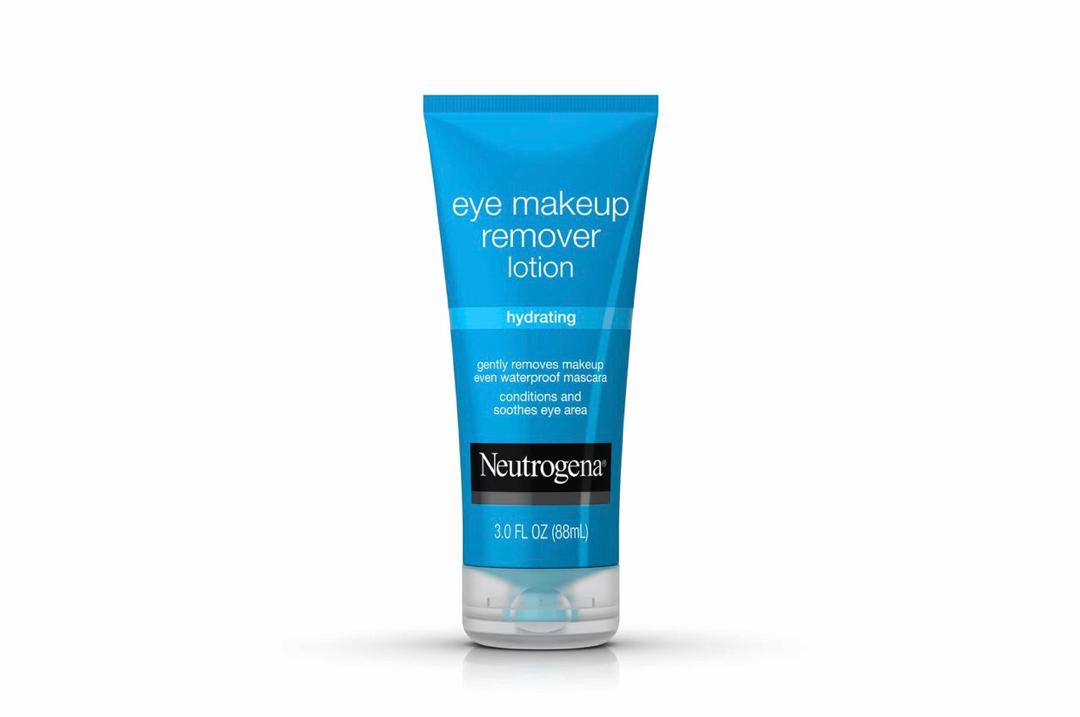 eye makeup
remover
lotion
hydrating
gently removes makeup
even waterproof mascara
conditions and
soothes eye area
Neutrogena®
3.0 FL OZ (88mL)